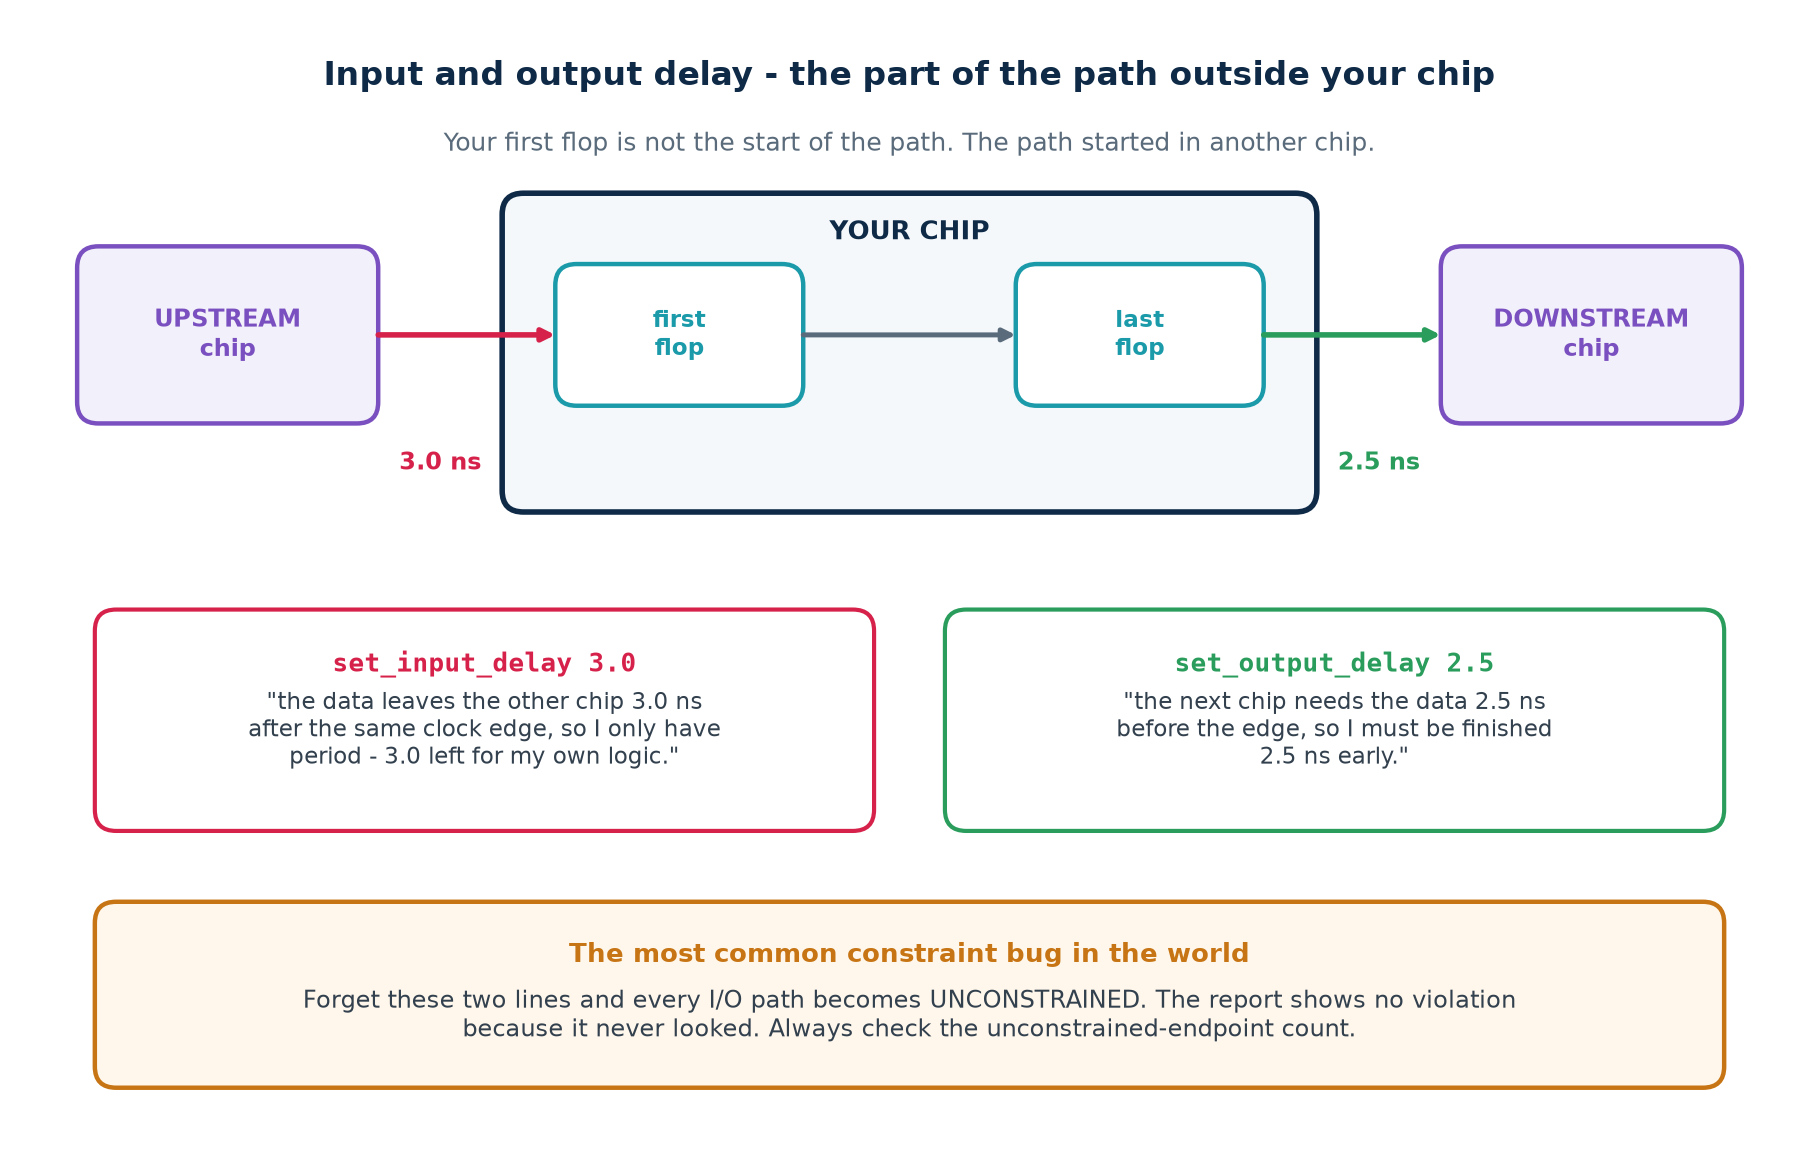 Input and output delay - the part of the path outside your chip
Your first flop is not the start of the path. The path started in another chip.
YOUR CHIP
UPSTREAM
chip
first
flop
last
flop
DOWNSTREAM
chip
3.0 ns
2.5 ns
set_input_delay 3.0
"the data leaves the other chip 3.0 ns
after the same clock edge, so I only have
period - 3.0 left for my own logic."
set_output_delay 2.5
"the next chip needs the data 2.5 ns
before the edge, so I must be finished
2.5 ns early."
The most common constraint bug in the world
Forget these two lines and every I/O path becomes UNCONSTRAINED. The report shows no violation
because it never looked. Always check the unconstrained-endpoint count.